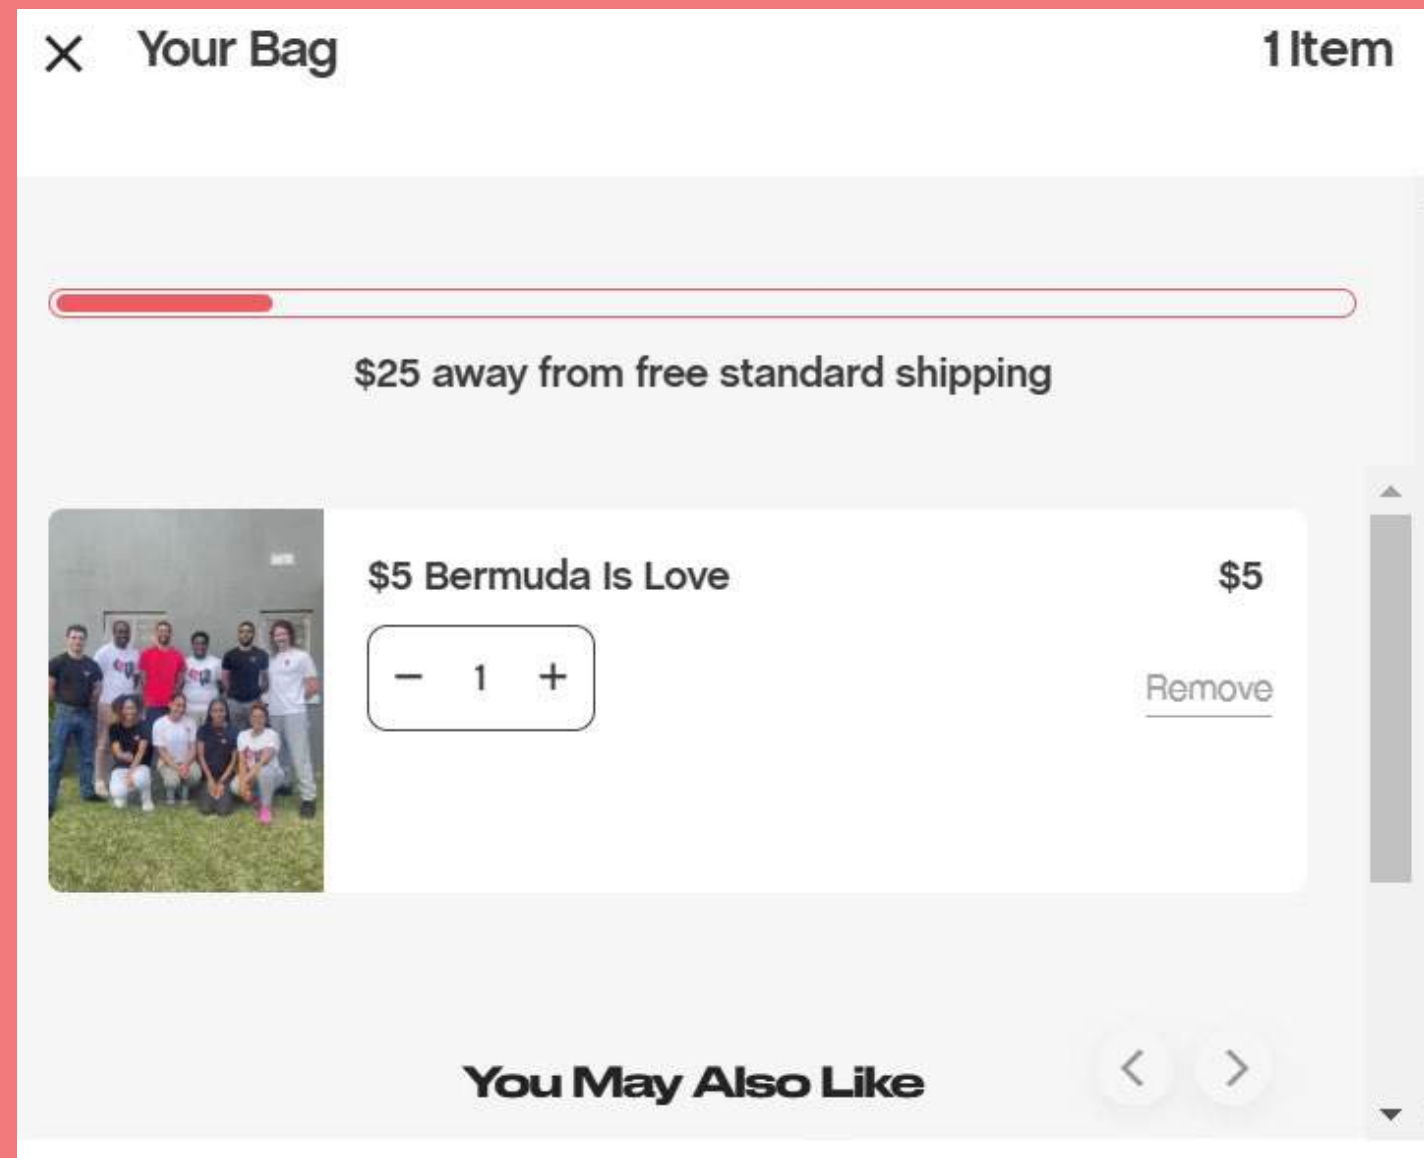 Your Bag
1 Item
$25 away from free standard shipping
$5 Bermuda Is Love
$5
− 1 +
Remove
You May Also Like